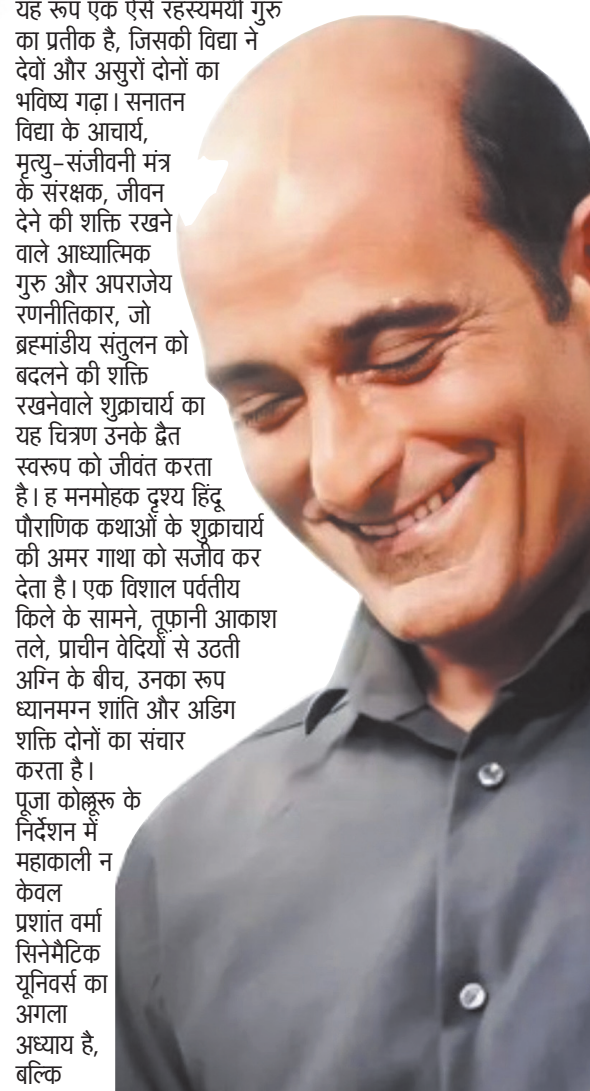 यह रूप एक ऐसे रहस्यमयी गुरु
का प्रतीक है, जिसकी विद्या ने
देवों और असुरों दोनों का
भविष्य गढ़ा। सनातन
विद्या के आचार्य,
मृत्यु-संजीवनी मंत्र
के संरक्षक, जीवन
देने की शक्ति रखने
वाले आध्यात्मिक
गुरु और अपराजेय
रणनीतिकार, जो
ब्रह्मांडीय संतुलन को
बदलने की शक्ति
रखनेवाले शुक्राचार्य का
यह चित्रण उनके द्वैत
स्वरूप को जीवंत करता
है। ह मनमोहक दृश्य हिंदू
पौराणिक कथाओं के शुक्राचार्य
की अमर गाथा को सजीव कर
देता है। एक विशाल पर्वतीय
किले के सामने, तूफ़ानी आकाश
तले, प्राचीन वेदियों से उठती
अग्नि के बीच, उनका रूप
ध्यानमग्न शांति और अडिग
शक्ति दोनों का संचार
करता है।
पूजा कोल्लूरू के
निर्देशन में
महाकाली न
केवल
प्रशांत वर्मा
सिनेमैटिक
यूनिवर्स का
अगला
अध्याय है,
बल्कि